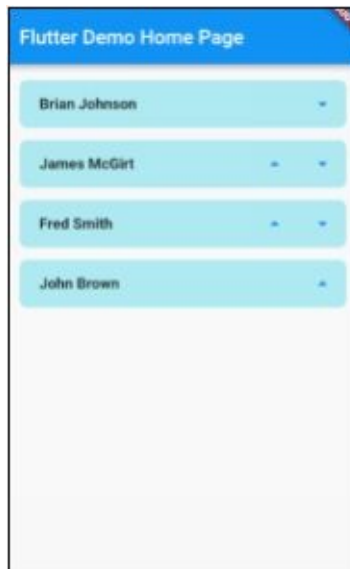 Flutter Demo Home Page
Brian Johnson
James McGirt
Fred Smith
John Brown